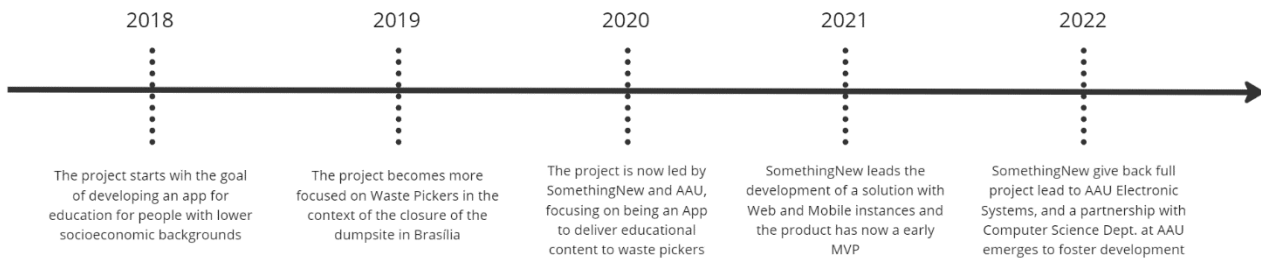 2018
2019
2020
2021
2022
The project starts wih the goal
of developing an app for
education for people with lower
socioeconomic backgrounds
The project becomes more
focused on Waste Pickers in the
context of the closure of the
dumpsite in Brasília
The project is now led by
SomethingNew and AAU,
focusing on being an App
to deliver educational
content to waste pickers
SomethingNew leads the
development of a solution with
Web and Mobile instances and
the product has now a early
MVP
SomethingNew give back full
project lead to AAU Electronic
Systems, and a partnership with
Computer Science Dept. at AAU
emerges to foster development